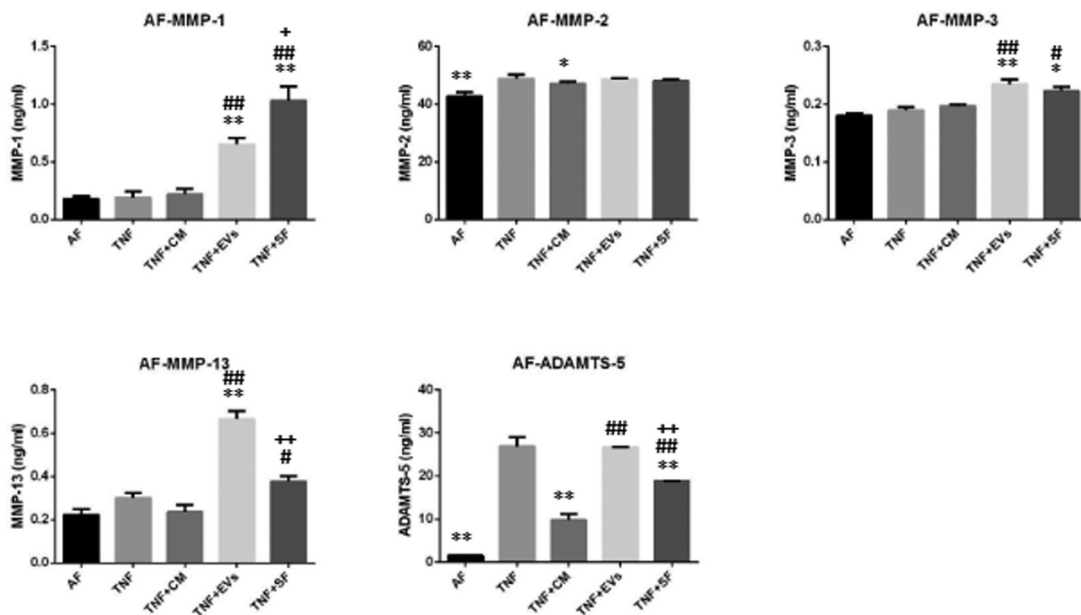 AF-MMP-1
MMP-1 (ng/ml)
1.5
1.0
0.5
0.0
##
**
+
##
**
AF
TNF
TNF+CM
TNF+EVs
TNF+SF
AF-MMP-2
MMP-2 (ng/ml)
60
40
20
0
**
*
AF
TNF
TNF+CM
TNF+EVs
TNF+SF
AF-MMP-3
MMP-3 (ng/ml)
0.3
0.2
0.1
0.0
##
**
#
*
AF
TNF
TNF+CM
TNF+EVs
TNF+SF
AF-MMP-13
MMP-13 (ng/ml)
0.8
0.6
0.4
0.2
0.0
##
**
++
#
AF
TNF
TNF+CM
TNF+EVs
TNF+SF
AF-ADAMTS-5
ADAMTS-5 (ng/ml)
40
30
20
10
0
**
**
##
++
##
**
AF
TNF
TNF+CM
TNF+EVs
TNF+SF